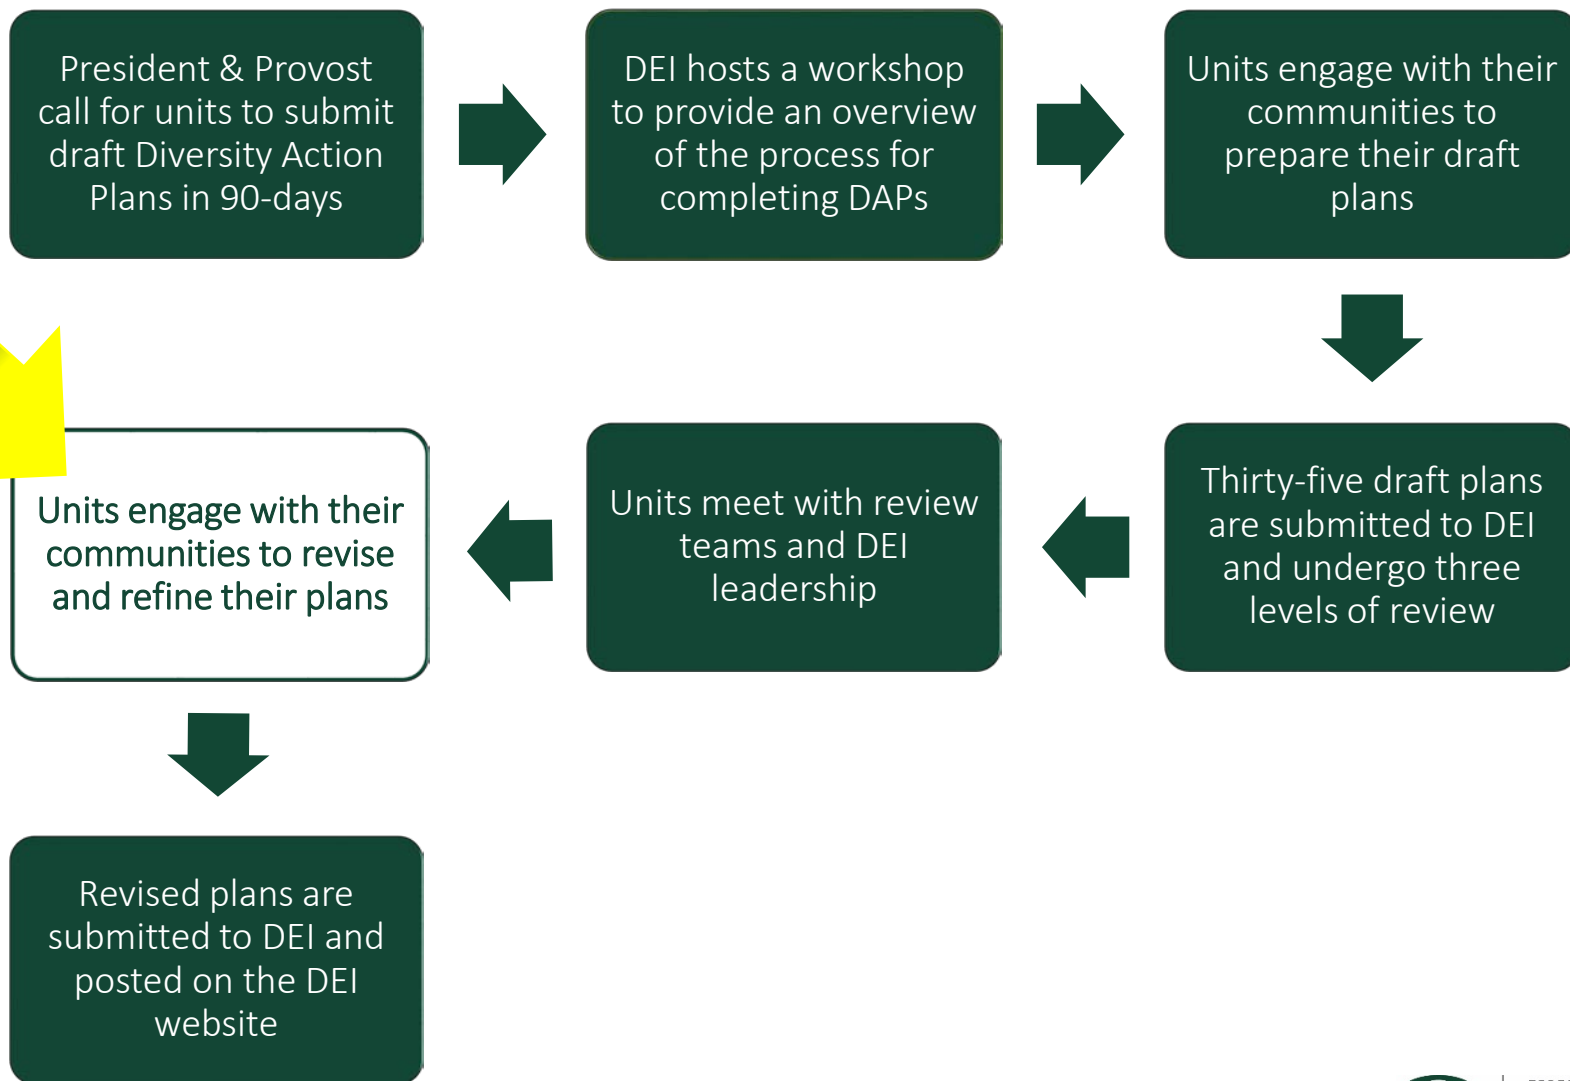 President & Provost
call for units to submit
draft Diversity Action
Plans in 90-days
DEI hosts a workshop
to provide an overview
of the process for
completing DAPs
Units engage with their
communities to
prepare their draft
plans
Thirty-five draft plans
are submitted to DEI
and undergo three
levels of review
Units meet with review
teams and DEI
leadership
Units engage with their
communities to revise
and refine their plans
Revised plans are
submitted to DEI and
posted on the DEI
website